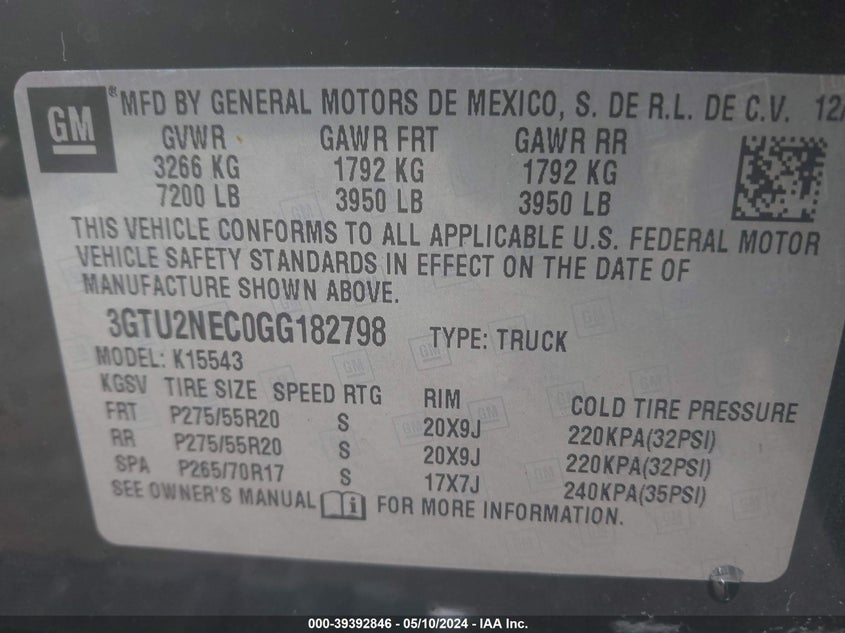 GM® MFD BY GENERAL MOTORS DE MEXICO, S. DE R.L. DE C.V. 12/
GVWR GAWR FRT GAWR RR
3266 KG 1792 KG 1792 KG
7200 LB 3950 LB 3950 LB
THIS VEHICLE CONFORMS TO ALL APPLICABLE U.S. FEDERAL MOTOR
VEHICLE SAFETY STANDARDS IN EFFECT ON THE DATE OF
MANUFACTURE SHOWN ABOVE.
3GTU2NEC0GG182798 TYPE: TRUCK
MODEL: K15543
KGSV TIRE SIZE SPEED RTG RIM COLD TIRE PRESSURE
FRT P275/55R20 S 20X9J 220KPA(32PSI)
RR P275/55R20 S 20X9J 220KPA(32PSI)
SPA P265/70R17 S 17X7J 240KPA(35PSI)
SEE OWNER'S MANUAL FOR MORE INFORMATION.
000-39392846 - 05/10/2024 - IAA Inc.